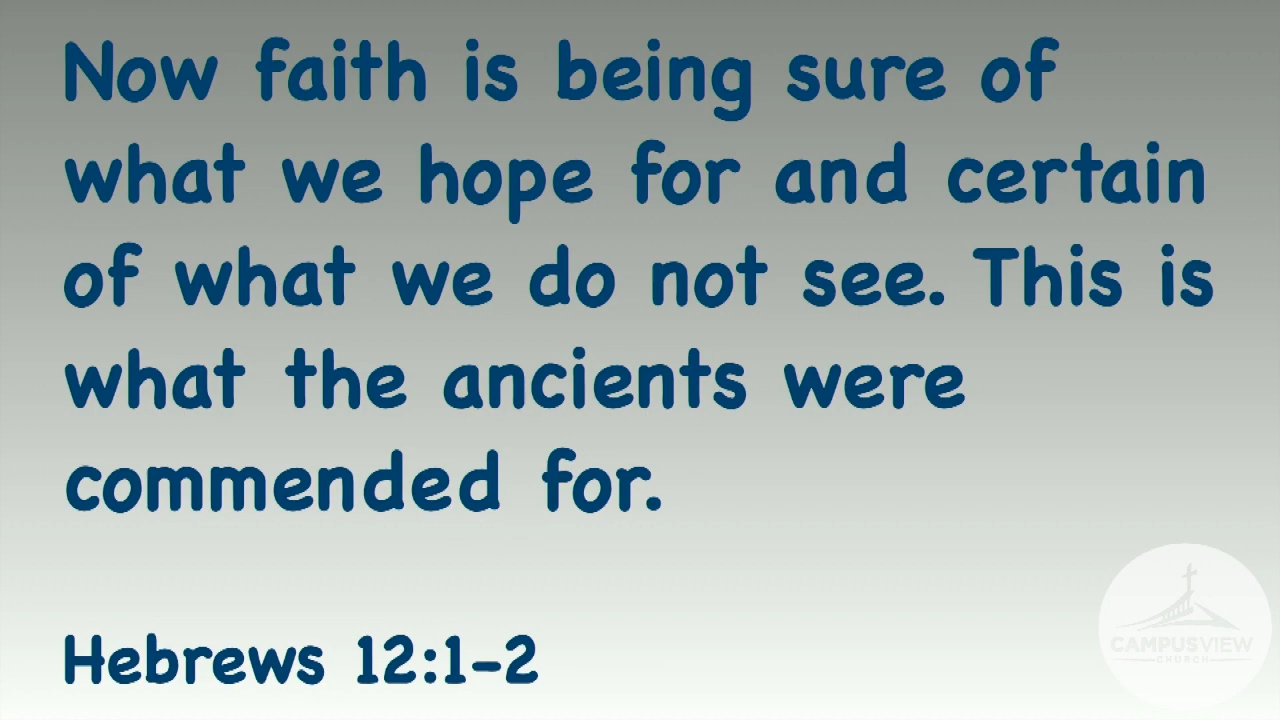 Now faith is being sure of
what we hope for and certain
of what we do not see. This is
what the ancients were
commended for.
Hebrews 12:1-2
CAMPUSVIEW
CHURCH